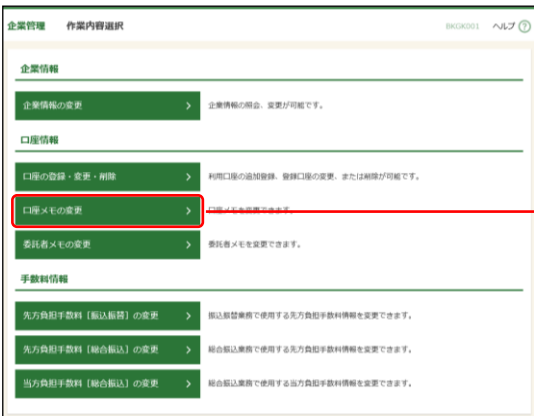 企業管理 作業内容選択 BKGK001 ヘルプ ?
企業情報
企業情報の変更 > 企業情報の照会、変更が可能です。
口座情報
口座の登録・変更・削除 > 利用口座の追加登録、登録口座の変更、または削除が可能です。
口座メモの変更 > 口座メモを変更できます。
委託者メモの変更 > 委託者メモを変更できます。
手数料情報
先方負担手数料［振込振替］の変更 > 振込振替業務で使用する先方負担手数料情報を変更できます。
先方負担手数料［総合振込］の変更 > 総合振込業務で使用する先方負担手数料情報を変更できます。
当方負担手数料［総合振込］の変更 > 総合振込業務で使用する当方負担手数料情報を変更できます。